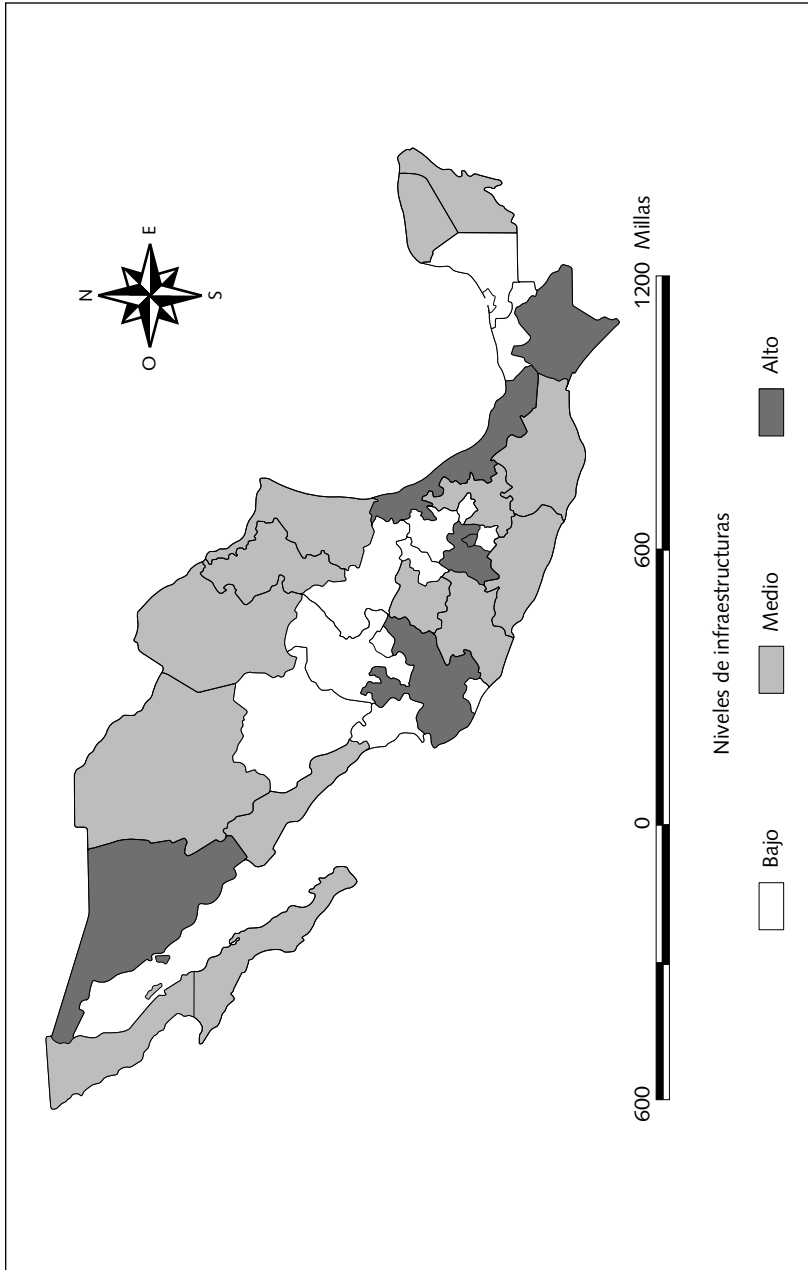 N
O
E
S
600
0
600
1200 Millas
Niveles de infraestructuras
Bajo
Medio
Alto